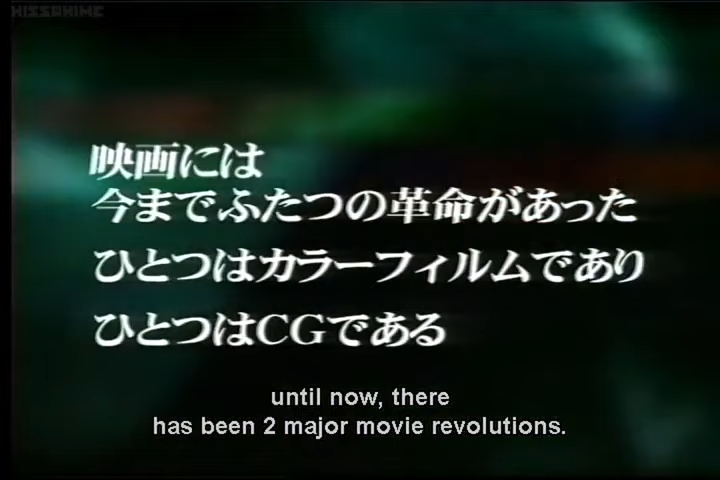 HISSANIME
映画には
今までふたつの革命があった
ひとつはカラーフィルムであり
ひとつはCGである
until now, there
has been 2 major movie revolutions.